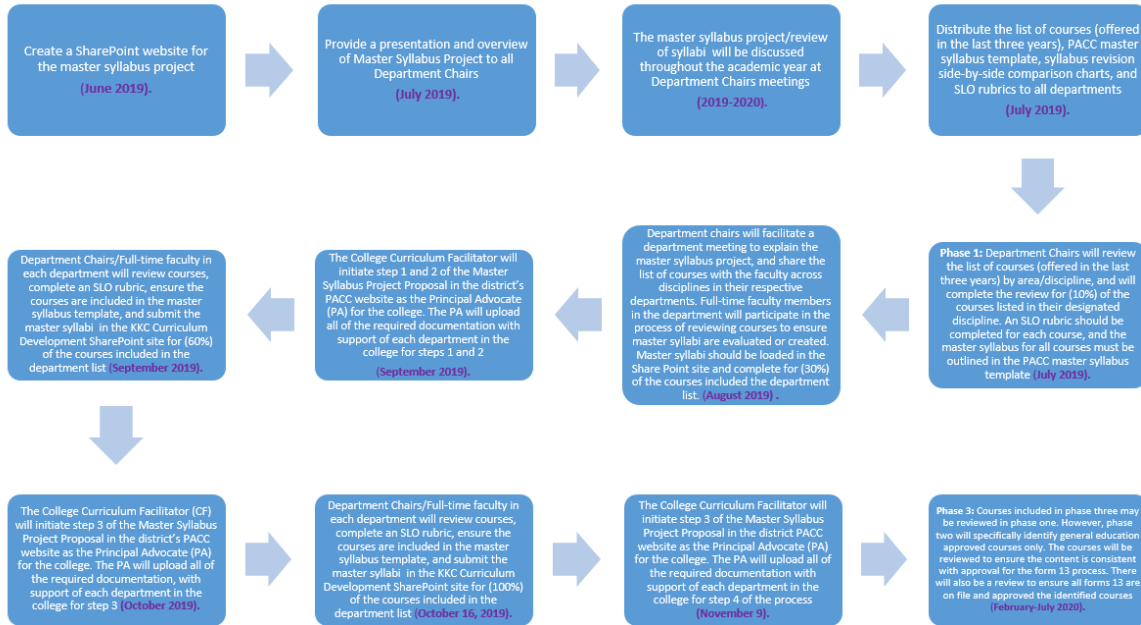 Create a SharePoint website for
the master syllabus project
(June 2019).
Provide a presentation and overview
of Master Syllabus Project to all
Department Chairs
(July 2019).
The master syllabus project/review
of syllabi will be discussed
throughout the academic year at
Department Chairs meetings
(2019-2020).
Distribute the list of courses (offered
in the last three years), PACC master
syllabus template, syllabus revision
side-by-side comparison charts, and
SLO rubrics to all departments
(July 2019).
Phase 1: Department Chairs will review
the list of courses (offered in the last
three years) by area/discipline, and will
complete the review for (10%) of the
courses listed in their designated
discipline. An SLO rubric should be
completed for each course, and the
master syllabus for all courses must be
outlined in the PACC master syllabus
template (July 2019).
Department chairs will facilitate a
department meeting to explain the
master syllabus project, and share the
list of courses with the faculty across
disciplines in their respective
departments. Full-time faculty members
in the department will participate in the
process of reviewing courses to ensure
master syllabi are evaluated or created.
Master syllabi should be loaded in the
Share Point site and complete for (30%)
of the courses included the department
list. (August 2019) .
The College Curriculum Facilitator will
initiate step 1 and 2 of the Master
Syllabus Project Proposal in the district's
PACC website as the Principal Advocate
(PA) for the college. The PA will upload
all of the required documentation with
support of each department in the
college for steps 1 and 2
(September 2019).
Department Chairs/Full-time faculty in
each department will review courses,
complete an SLO rubric, ensure the
courses are included in the master
syllabus template, and submit the
master syllabi in the KKC Curriculum
Development SharePoint site for (60%)
of the courses included in the
department list (September 2019).
The College Curriculum Facilitator (CF)
will initiate step 3 of the Master Syllabus
Project Proposal in the district's PACC
website as the Principal Advocate (PA)
for the college. The PA will upload all of
the required documentation, with
support of each department in the
college for step 3 (October 2019).
Department Chairs/Full-time faculty in
each department will review courses,
complete an SLO rubric, ensure the
courses are included in the master
syllabus template, and submit the
master syllabi in the KKC Curriculum
Development SharePoint site for (100%)
of the courses included in the
department list (October 16, 2019).
The College Curriculum Facilitator will
initiate step 3 of the Master Syllabus
Project Proposal in the district PACC
website as the Principal Advocate (PA)
for the college. The PA will upload all of
the required documentation with
support of each department in the
college for step 4 of the process
(November 9).
Phase 3: Courses included in phase three may
be reviewed in phase one. However, phase
two will specifically identify general education
approved courses only. The courses will be
reviewed to ensure the content is consistent
with approval for the form 13 process. There
will also be a review to ensure all forms 13 are
on file and approved the identified courses
(February-July 2020).